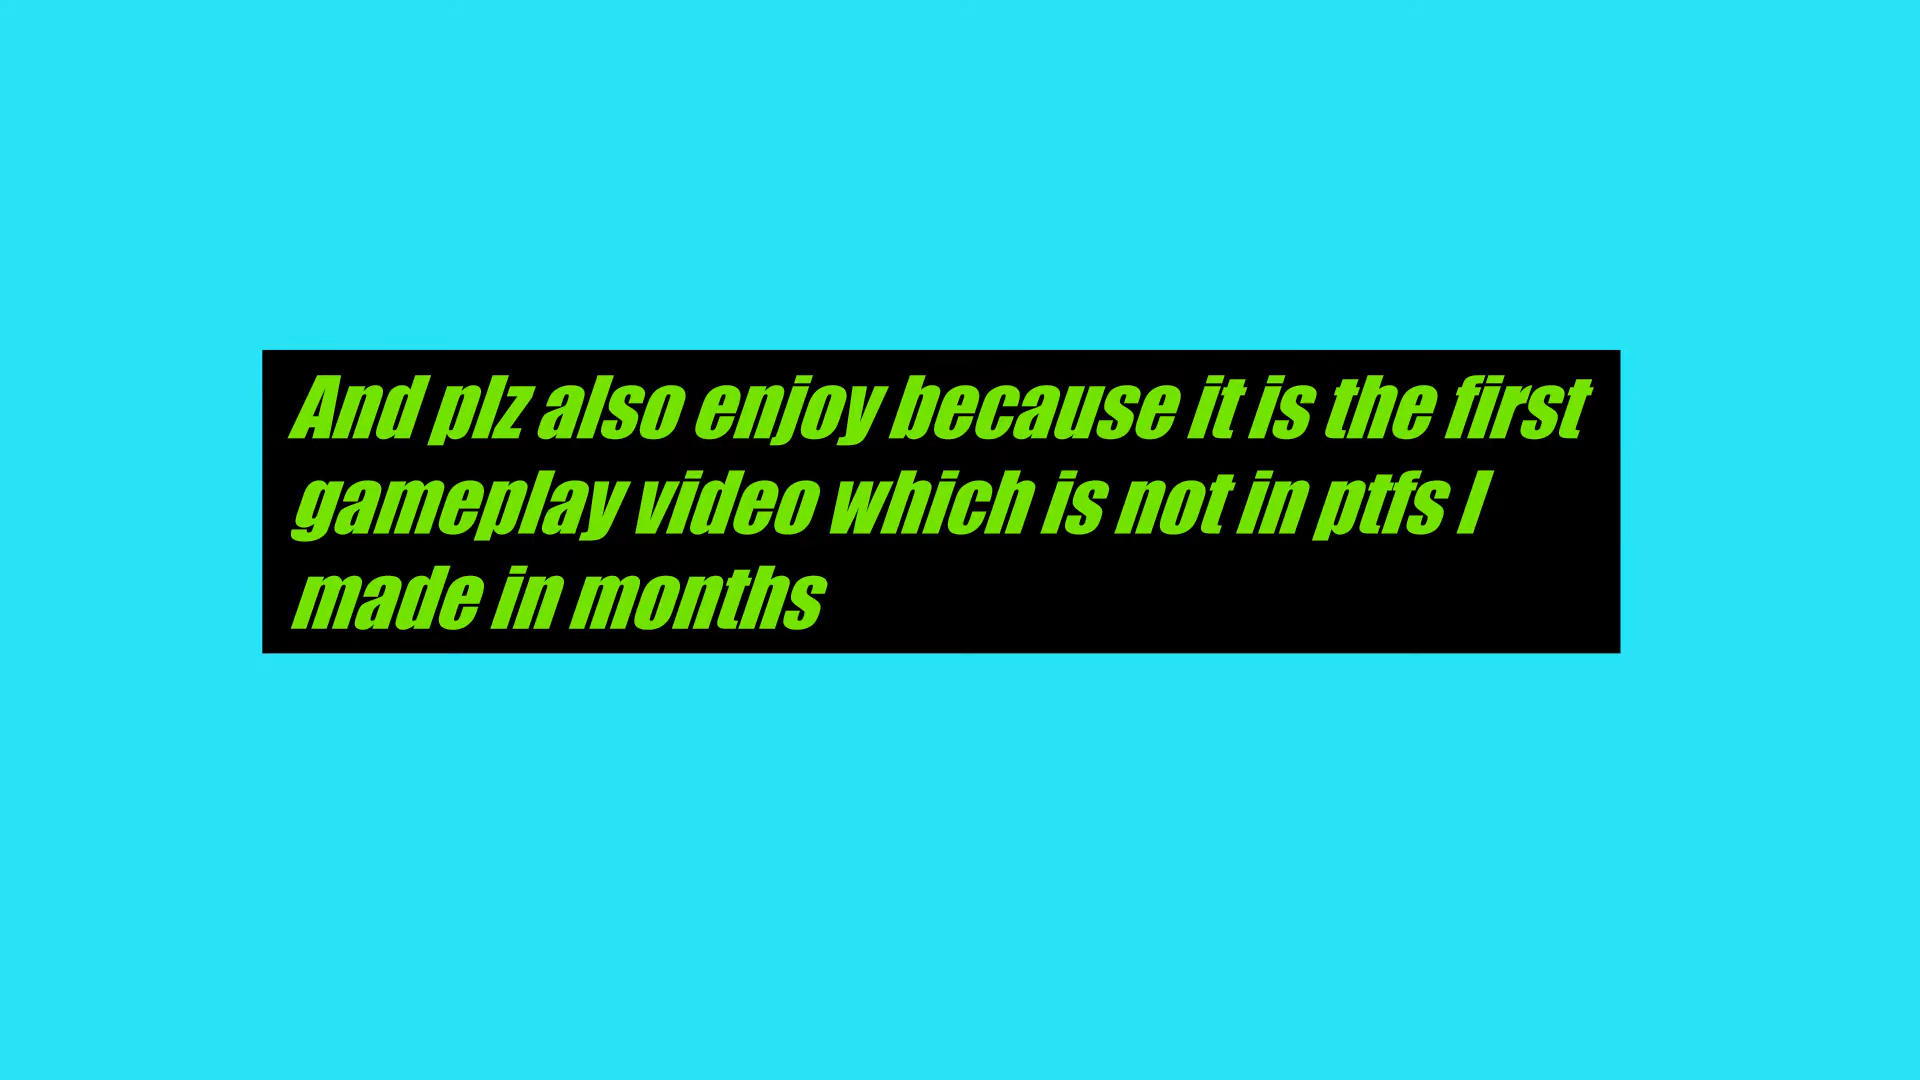 And plz also enjoy because it is the first
gameplay video which is not in ptfs I
made in months